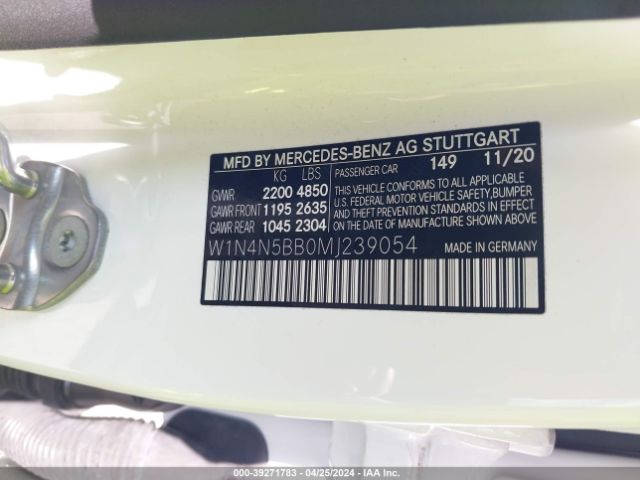 MFD BY MERCEDES-BENZ AG STUTTGART
KG LBS PASSENGER CAR 149 11/20
GVWR 2200 4850
GAWR FRONT 1195 2635
GAWR REAR 1045 2304
THIS VEHICLE CONFORMS TO ALL APPLICABLE
U.S. FEDERAL MOTOR VEHICLE SAFETY, BUMPER
AND THEFT PREVENTION STANDARDS IN EFFECT
ON THE DATE OF MANUFACTURE SHOWN ABOVE.
W1N4N5BB0MJ239054 MADE IN GERMANY
000-39271783 - 04/25/2024 - IAA Inc.